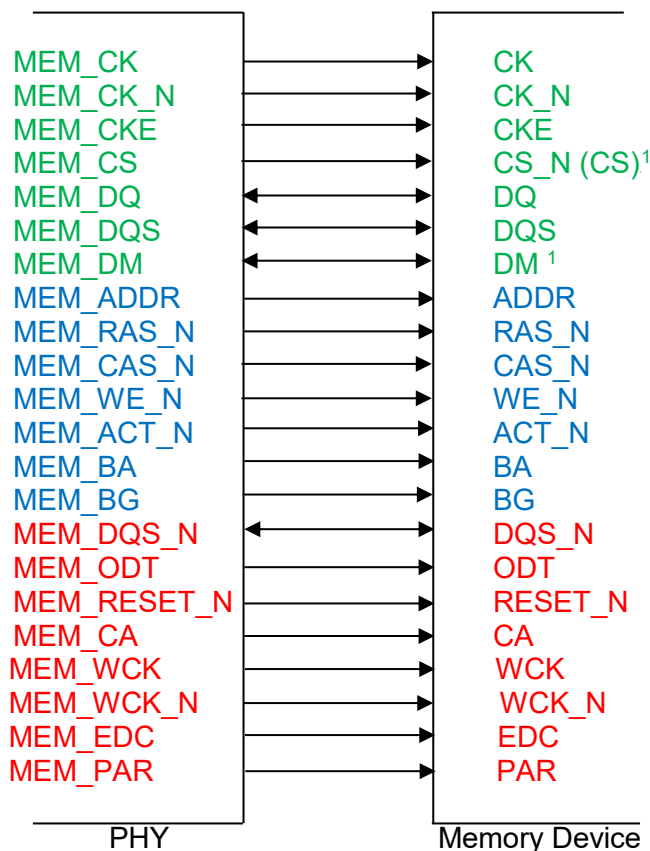 MEM_CK CK
MEM_CK_N CK_N
MEM_CKE CKE
MEM_CS CS_N (CS)¹
MEM_DQ DQ
MEM_DQS DQS
MEM_DM DM ¹
MEM_ADDR ADDR
MEM_RAS_N RAS_N
MEM_CAS_N CAS_N
MEM_WE_N WE_N
MEM_ACT_N ACT_N
MEM_BA BA
MEM_BG BG
MEM_DQS_N DQS_N
MEM_ODT ODT
MEM_RESET_N RESET_N
MEM_CA CA
MEM_WCK WCK
MEM_WCK_N WCK_N
MEM_EDC EDC
MEM_PAR PAR
PHY Memory Device